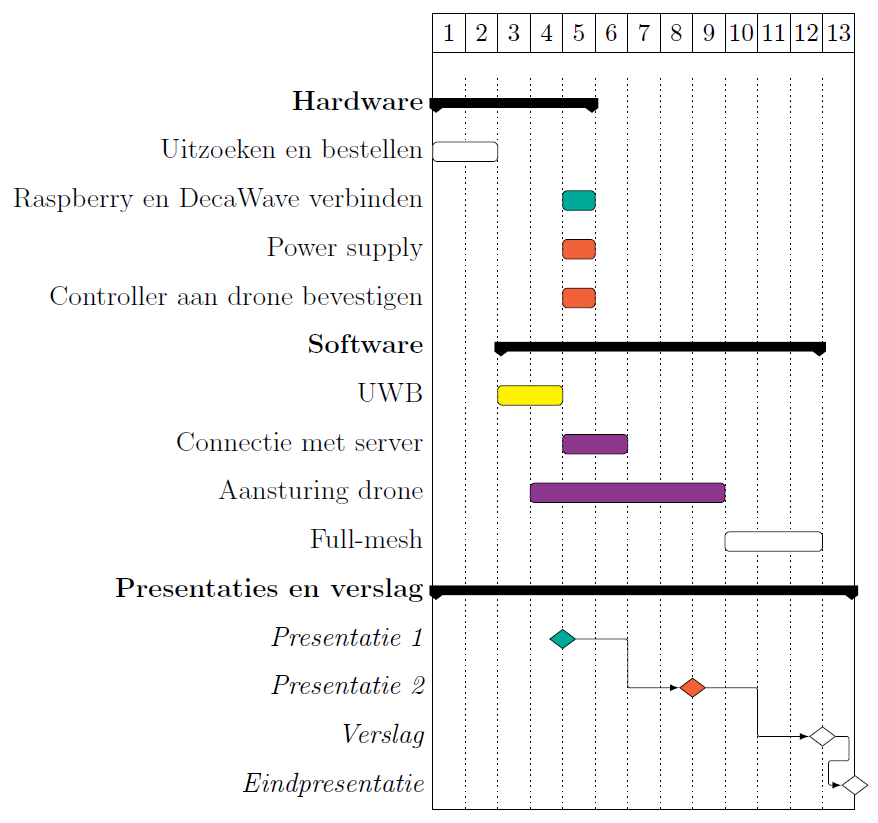 1 2 3 4 5 6 7 8 9 10 11 12 13
Hardware
Uitzoeken en bestellen
Raspberry en DecaWave verbinden
Power supply
Controller aan drone bevestigen
Software
UWB
Connectie met server
Aansturing drone
Full-mesh
Presentaties en verslag
Presentatie 1
Presentatie 2
Verslag
Eindpresentatie